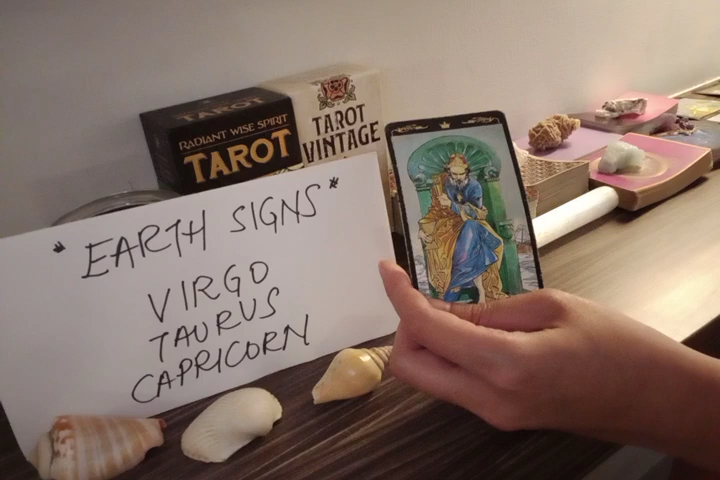 TAROT
RADIANT WISE SPIRIT
TAROT
TAROT
VINTAGE
"EARTH SIGNS"
VIRGO
TAURUS
CAPRICORN